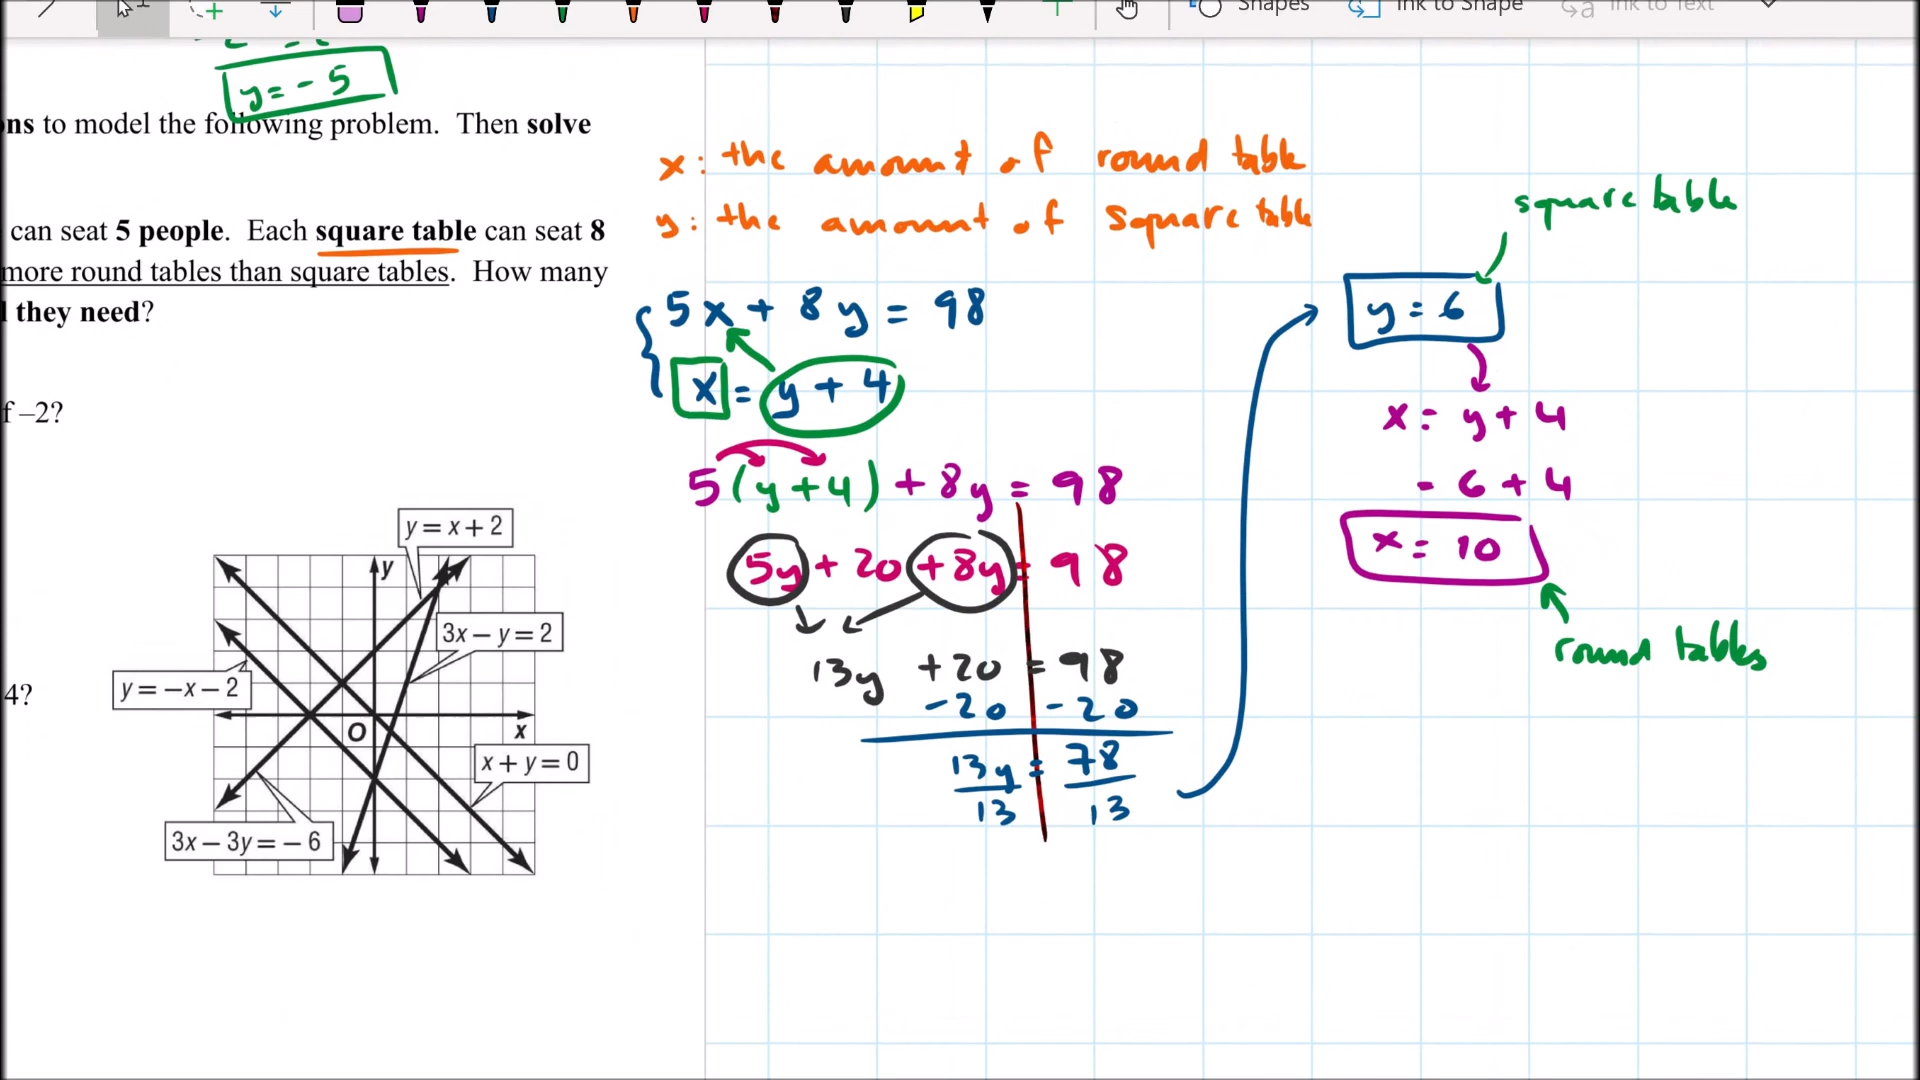 Shapes
Ink to Shape
Ink to Text
y = - 5
ns to model the following problem. Then solve
can seat 5 people. Each square table can seat 8
more round tables than square tables. How many
they need?
f –2?
4?
y = x + 2
y
3x – y = 2
y = –x – 2
O
x
x + y = 0
3x – 3y = – 6
x: the amount of round table
y: the amount of square table
5x + 8y = 98
x = y + 4
5(y+4) + 8y = 98
5y + 20 + 8y = 98
13y + 20 = 98
-20 -20
13y = 78
13 13
square table
y = 6
x = y + 4
= 6 + 4
x = 10
round tables